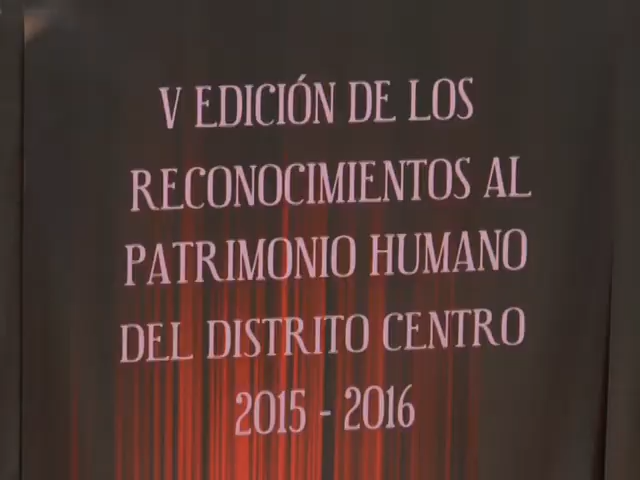 V EDICIÓN DE LOS
RECONOCIMIENTOS AL
PATRIMONIO HUMANO
DEL DISTRITO CENTRO
2015 - 2016